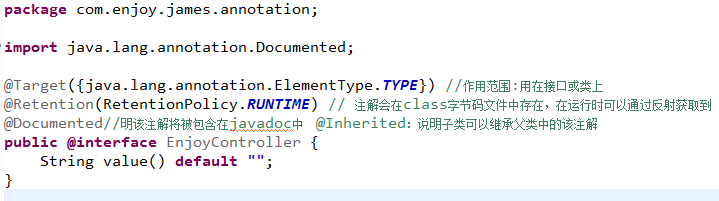 package com.enjoy.james.annotation;
import java.lang.annotation.Documented;
@Target({java.lang.annotation.ElementType.TYPE}) //作用范围:用在接口或类上
@Retention(RetentionPolicy.RUNTIME) // 注解会在class字节码文件中存在，在运行时可以通过反射获取到
@Documented//明该注解将被包含在javadoc中 @Inherited：说明子类可以继承父类中的该注解
public @interface EnjoyController {
String value() default "";
}